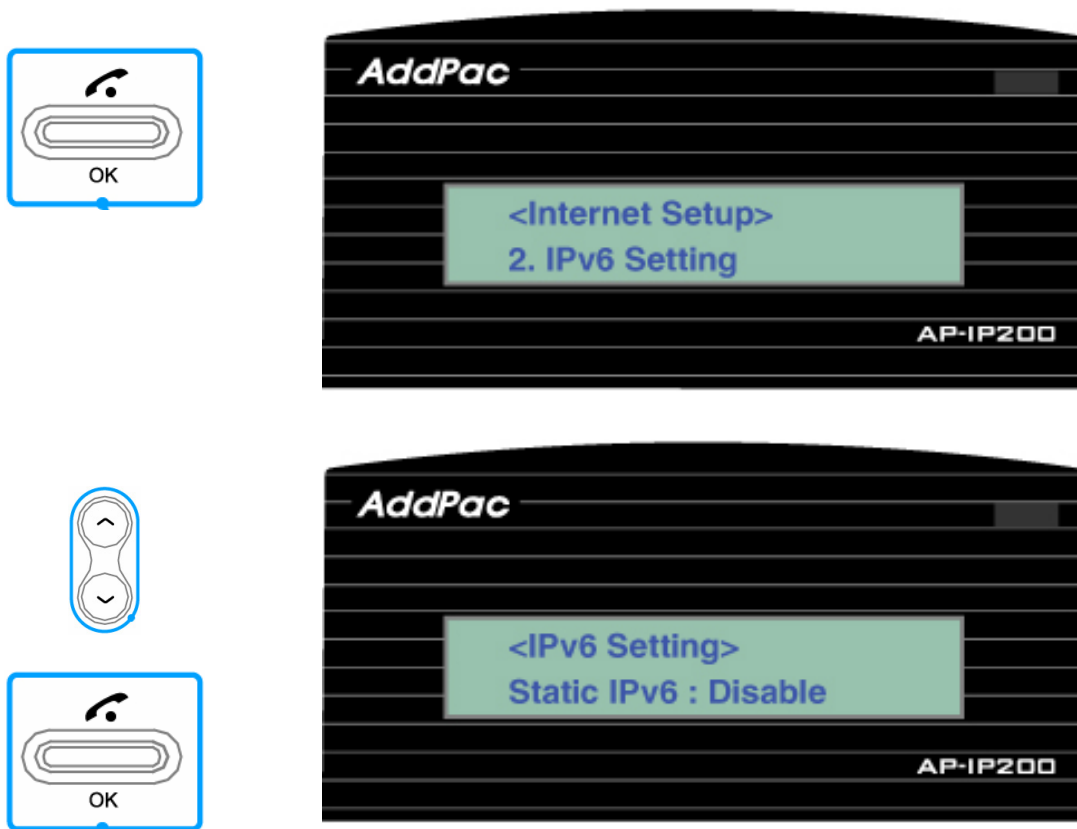 OK
AddPac
<Internet Setup>
2. IPv6 Setting
AP-IP200
AddPac
<IPv6 Setting>
Static IPv6 : Disable
AP-IP200
OK